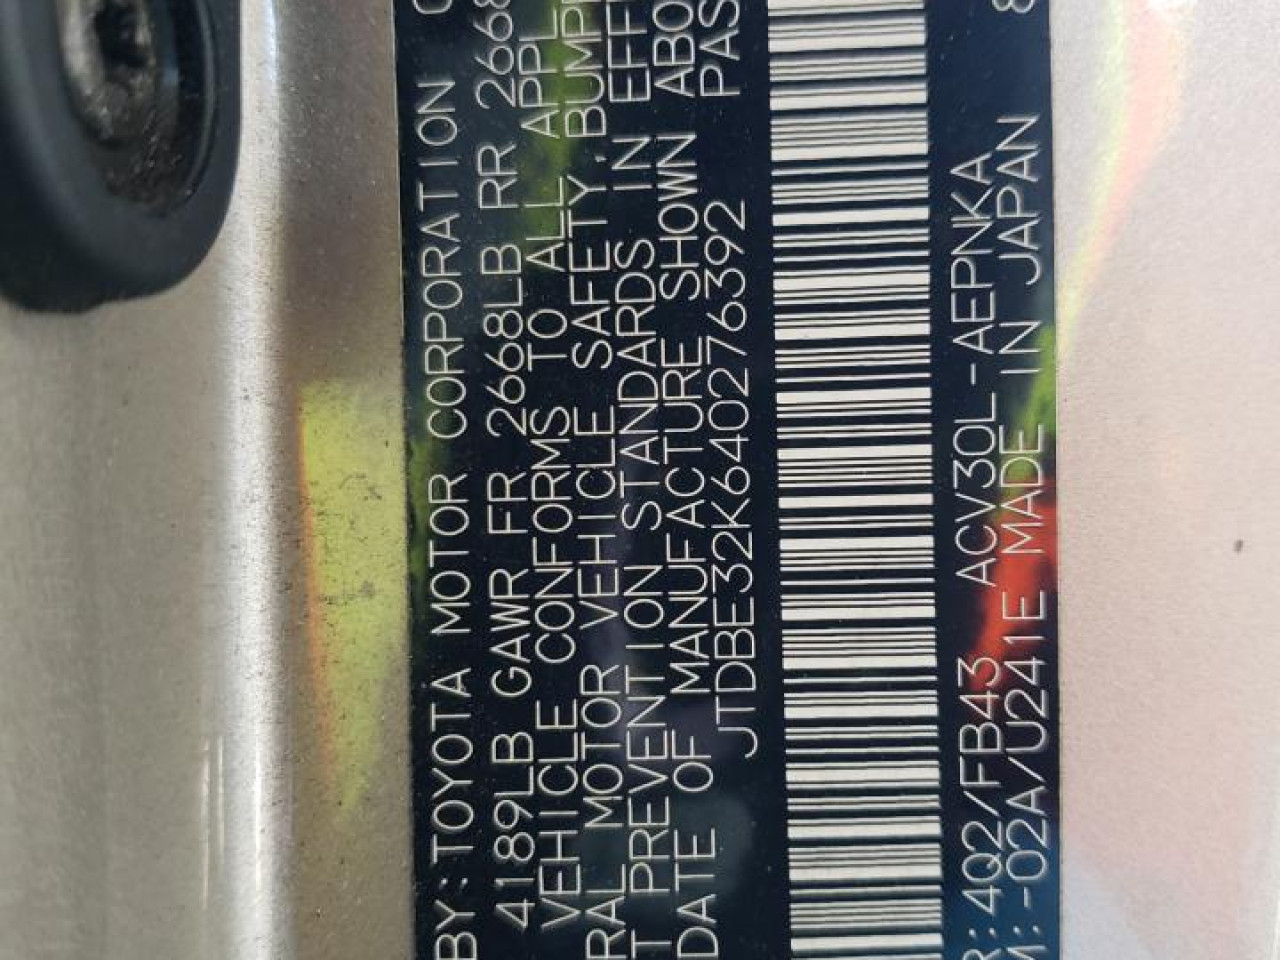 BY: TOYOTA MOTOR CORPORATION
4189LB GAWR FR 2668LB RR 2668
VEHICLE CONFORMS TO ALL APPL
RAL MOTOR VEHICLE SAFETY, BUMP
T PREVENTION STANDARDS IN EFF
DATE OF MANUFACTURE SHOWN ABO
JTDBE32K640276392 PAS
R: 4Q2/FB43 ACV30L-AEPNKA
M:-02A/U241E MADE IN JAPAN 8